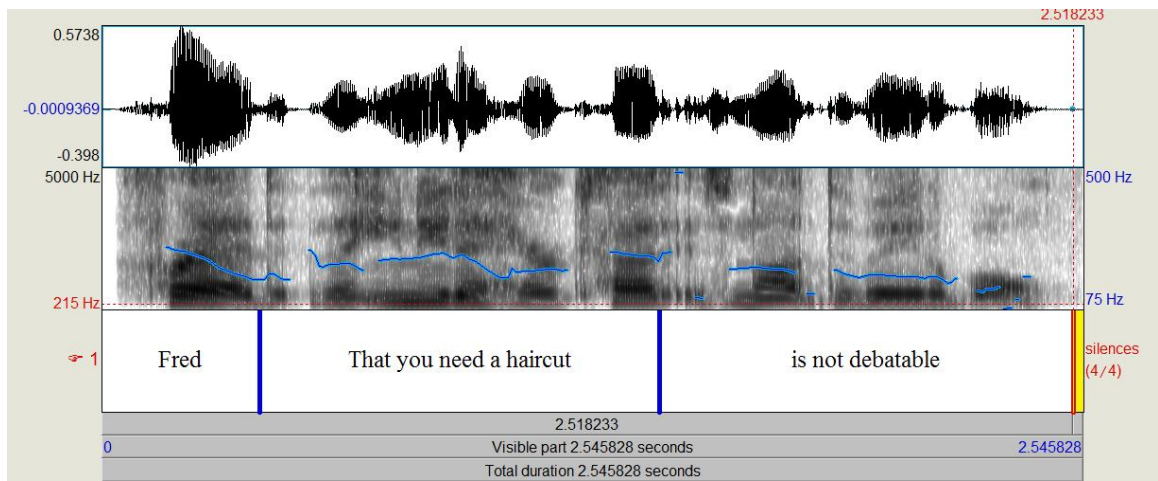 2.518233
0.5738
-0.0009369
-0.398
5000 Hz
500 Hz
215 Hz
75 Hz
☞ 1
Fred
That you need a haircut
is not debatable
silences
(4/4)
2.518233
0
Visible part 2.545828 seconds
2.545828
Total duration 2.545828 seconds